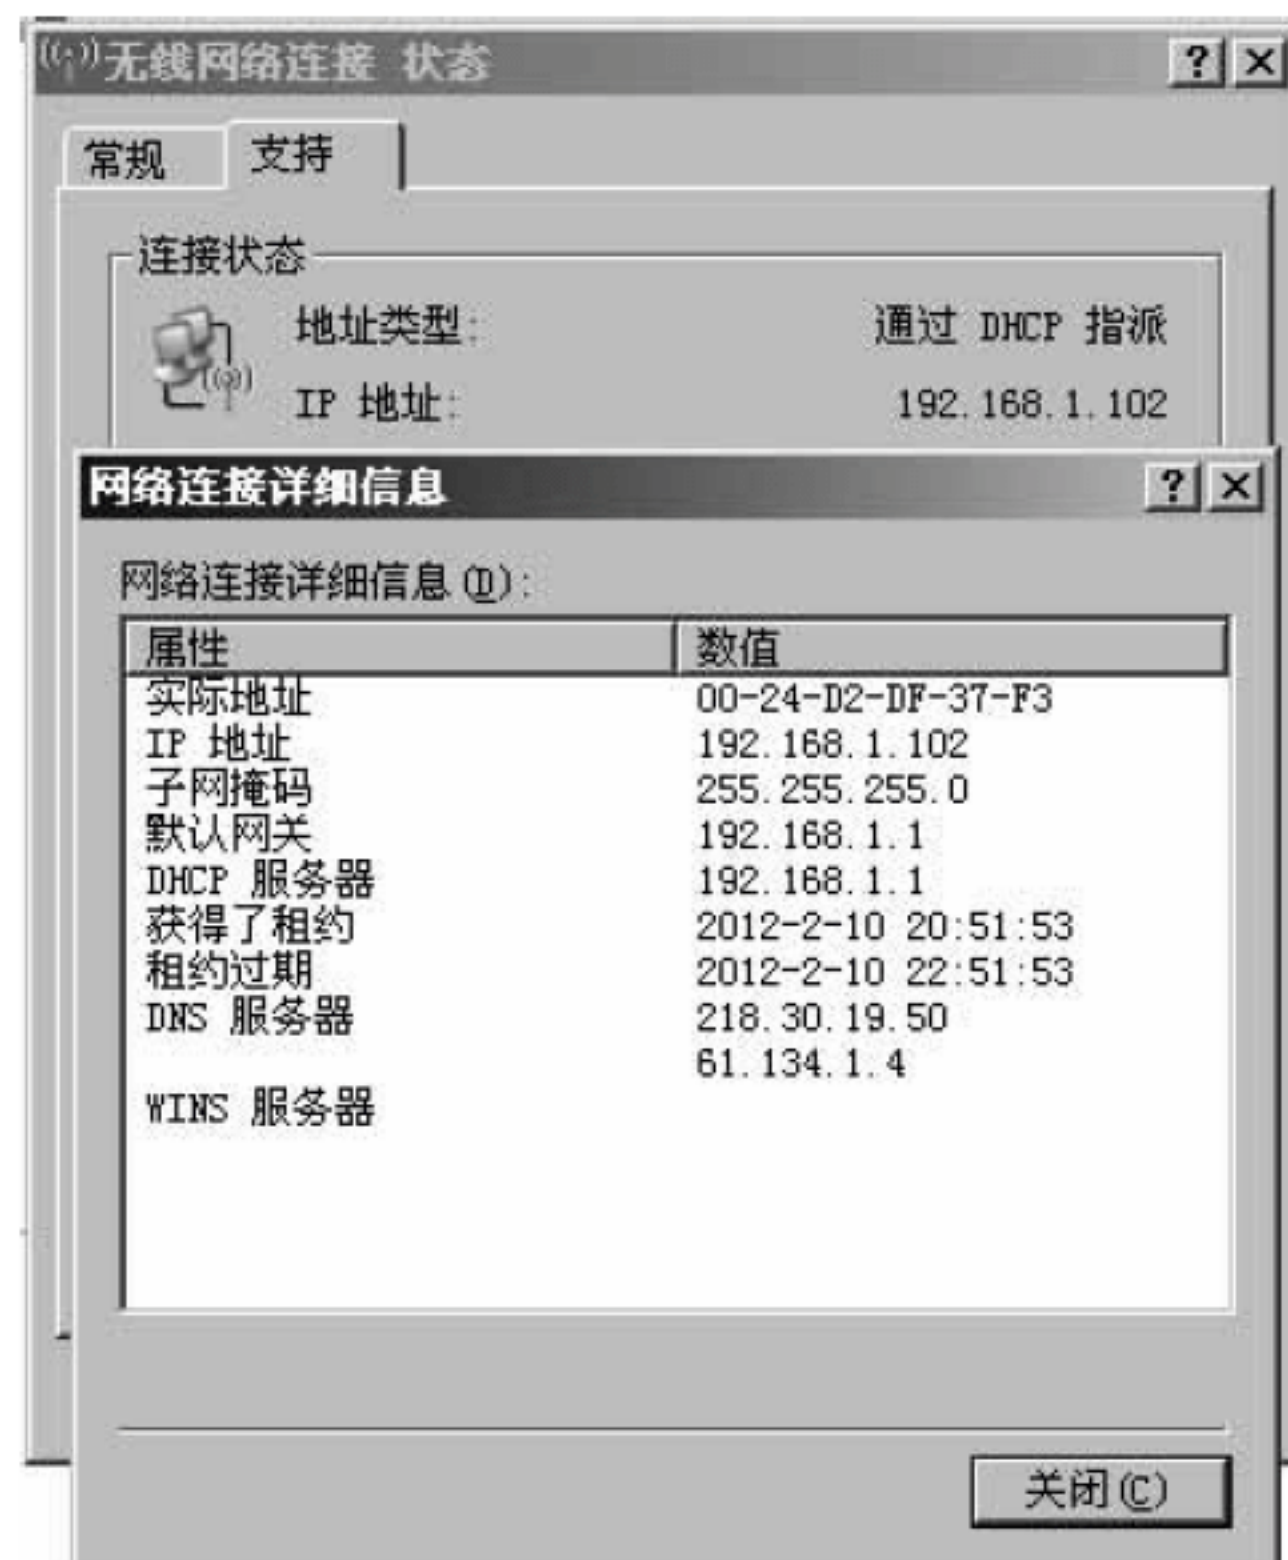 无线网络连接 状态
常规 支持
连接状态
地址类型: 通过 DHCP 指派
IP 地址: 192.168.1.102
网络连接详细信息
网络连接详细信息(D):
属性 数值
实际地址 00-24-D2-DF-37-F3
IP 地址 192.168.1.102
子网掩码 255.255.255.0
默认网关 192.168.1.1
DHCP 服务器 192.168.1.1
获得了租约 2012-2-10 20:51:53
租约过期 2012-2-10 22:51:53
DNS 服务器 218.30.19.50
61.134.1.4
WINS 服务器
关闭(C)